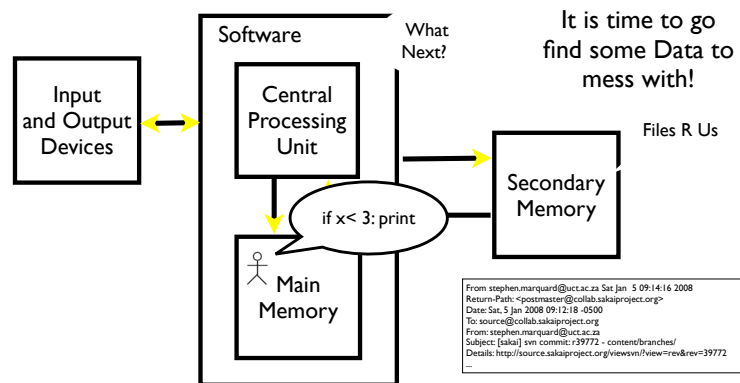 Software
What
Next?
It is time to go
find some Data to
mess with!
Input
and Output
Devices
Central
Processing
Unit
Files R Us
Secondary
Memory
if x< 3: print
Main
Memory
From stephen.marquard@uct.ac.za Sat Jan 5 09:14:16 2008
Return-Path: <postmaster@collab.sakaiproject.org>
Date: Sat, 5 Jan 2008 09:12:18 -0500
To: source@collab.sakaiproject.org
From: stephen.marquard@uct.ac.za
Subject: [sakai] svn commit: r39772 - content/branches/
Details: http://source.sakaiproject.org/viewsvn/?view=rev&rev=39772
...